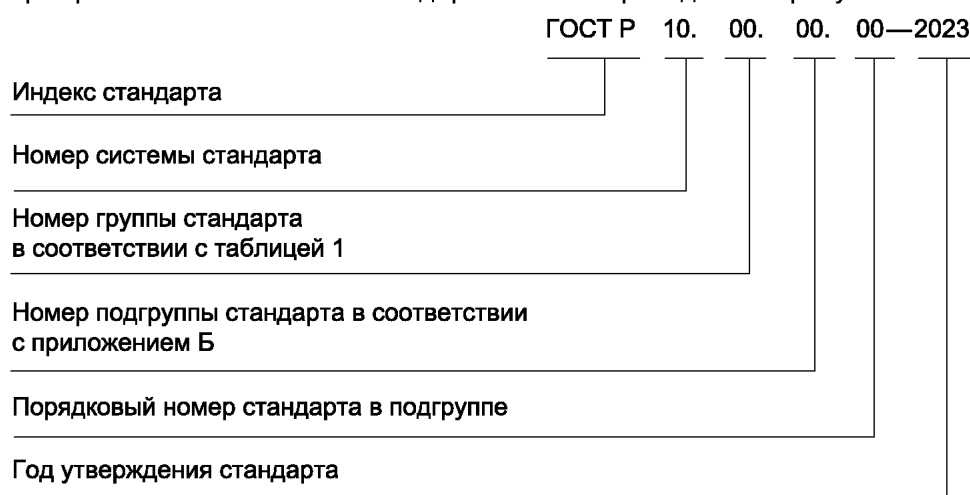 ГОСТ Р 10. 00. 00. 00—2023
Индекс стандарта
Номер системы стандарта
Номер группы стандарта
в соответствии с таблицей 1
Номер подгруппы стандарта в соответствии
с приложением Б
Порядковый номер стандарта в подгруппе
Год утверждения стандарта